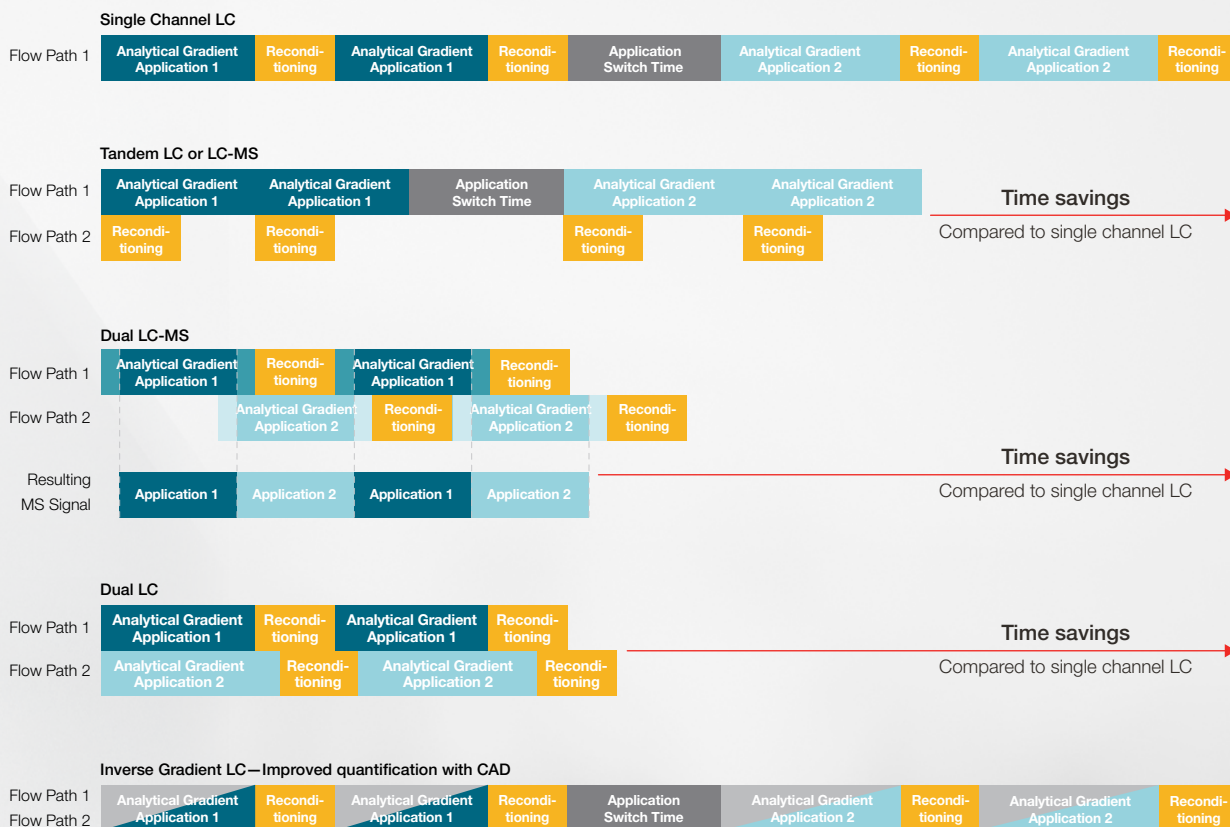 Single Channel LC
Flow Path 1
Analytical Gradient
Application 1
Recondi-
tioning
Analytical Gradient
Application 1
Recondi-
tioning
Application
Switch Time
Analytical Gradient
Application 2
Recondi-
tioning
Analytical Gradient
Application 2
Recondi-
tioning
Tandem LC or LC-MS
Flow Path 1
Analytical Gradient
Application 1
Analytical Gradient
Application 1
Application
Switch Time
Analytical Gradient
Application 2
Analytical Gradient
Application 2
Flow Path 2
Recondi-
tioning
Recondi-
tioning
Recondi-
tioning
Recondi-
tioning
Time savings
Compared to single channel LC
Dual LC-MS
Flow Path 1
Analytical Gradient
Application 1
Recondi-
tioning
Analytical Gradient
Application 1
Recondi-
tioning
Flow Path 2
Analytical Gradient
Application 2
Recondi-
tioning
Analytical Gradient
Application 2
Recondi-
tioning
Resulting
MS Signal
Application 1
Application 2
Application 1
Application 2
Time savings
Compared to single channel LC
Dual LC
Flow Path 1
Analytical Gradient
Application 1
Recondi-
tioning
Analytical Gradient
Application 1
Recondi-
tioning
Flow Path 2
Analytical Gradient
Application 2
Recondi-
tioning
Analytical Gradient
Application 2
Recondi-
tioning
Time savings
Compared to single channel LC
Inverse Gradient LC—Improved quantification with CAD
Flow Path 1
Flow Path 2
Analytical Gradient
Application 1
Recondi-
tioning
Analytical Gradient
Application 1
Recondi-
tioning
Application
Switch Time
Analytical Gradient
Application 2
Recondi-
tioning
Analytical Gradient
Application 2
Recondi-
tioning